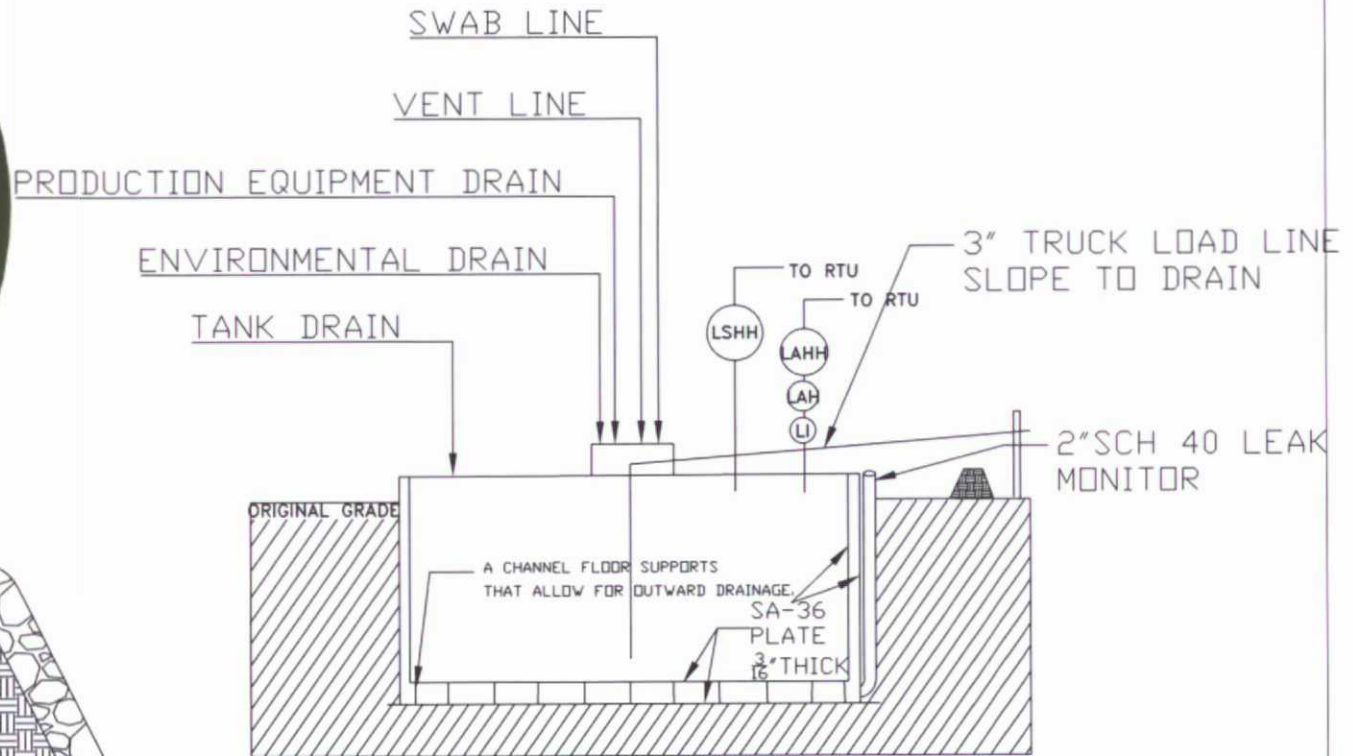 SWAB LINE
VENT LINE
PRODUCTION EQUIPMENT DRAIN
ENVIRONMENTAL DRAIN
TANK DRAIN
3" TRUCK LOAD LINE
SLOPE TO DRAIN
TO RTU
TO RTU
LSHH
LAHH
LAH
LI
2"SCH 40 LEAK
MONITOR
ORIGINAL GRADE
A CHANNEL FLOOR SUPPORTS
THAT ALLOW FOR OUTWARD DRAINAGE.
SA-36
PLATE
3/16"THICK